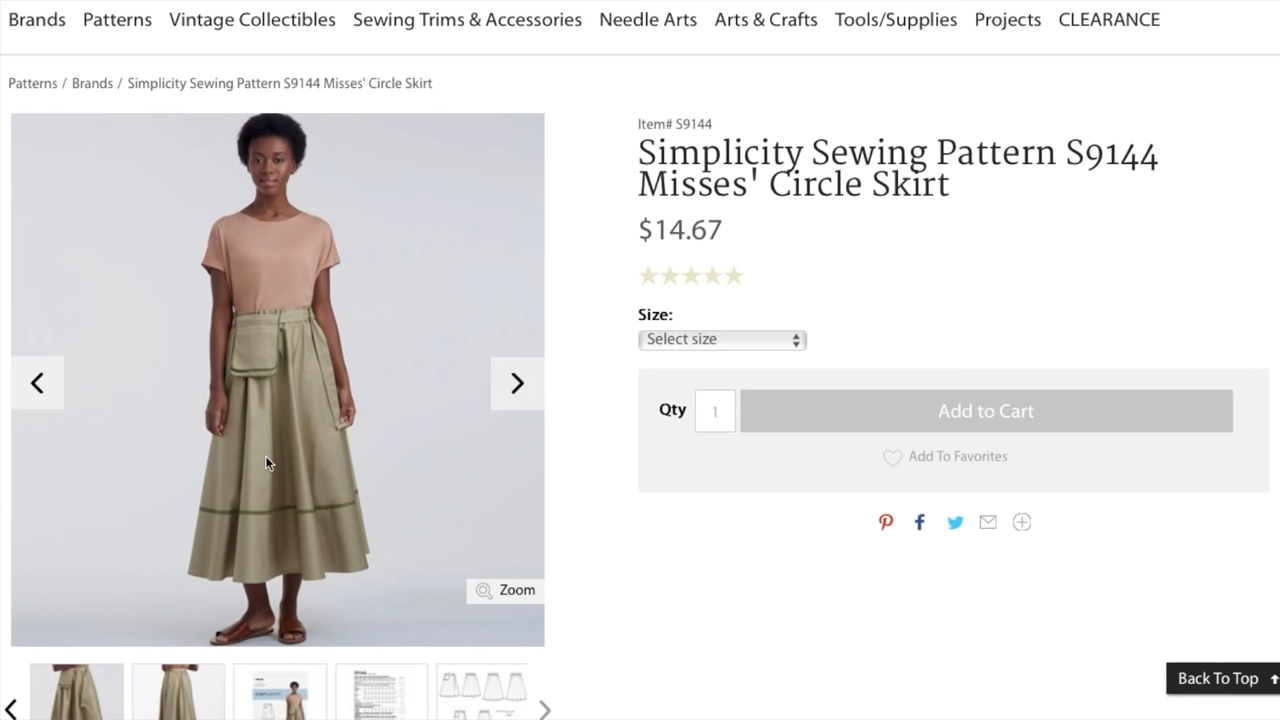 Brands Patterns Vintage Collectibles Sewing Trims & Accessories Needle Arts Arts & Crafts Tools/Supplies Projects CLEARANCE
Patterns / Brands / Simplicity Sewing Pattern S9144 Misses' Circle Skirt
Item# S9144
Simplicity Sewing Pattern S9144
Misses' Circle Skirt
$14.67
Size:
Select size
Qty 1 Add to Cart
Add To Favorites
Zoom
Back To Top